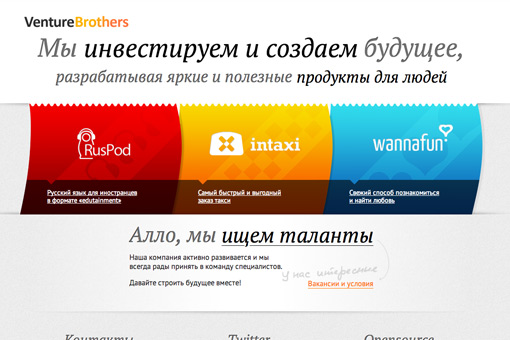 VentureBrothers
Мы инвестируем и создаем будущее,
разрабатывая яркие и полезные продукты для людей
RusPod
intaxi
wannafun
Русский язык для иностранцев
в формате «edutainment»
Самый быстрый и выгодный
заказ такси
Свежий способ познакомиться
и найти любовь
Алло, мы ищем таланты
Наша компания активно развивается и мы
всегда рады принять в команду специалистов.
у нас интересно
Давайте строить будущее вместе!
Вакансии и условия
Контакты
Twitter
Opensource